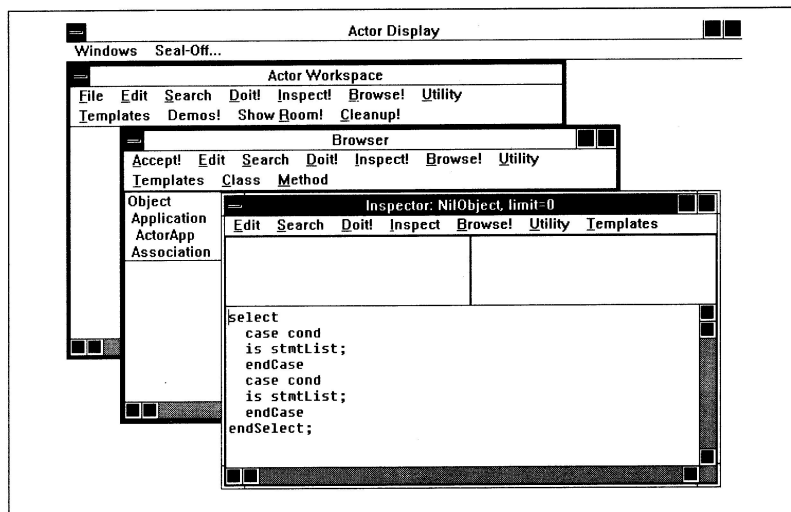 Actor Display
Windows Seal-Off...
Actor Workspace
File Edit Search Doit! Inspect! Browse! Utility
Templates Demos! Show Room! Cleanup!
Browser
Accept! Edit Search Doit! Inspect! Browse! Utility
Templates Class Method
Object
Application
ActorApp
Association
Inspector: NilObject, limit=0
Edit Search Doit! Inspect Browse! Utility Templates
select
case cond
is stmtList;
endCase
case cond
is stmtList;
endCase
endSelect;